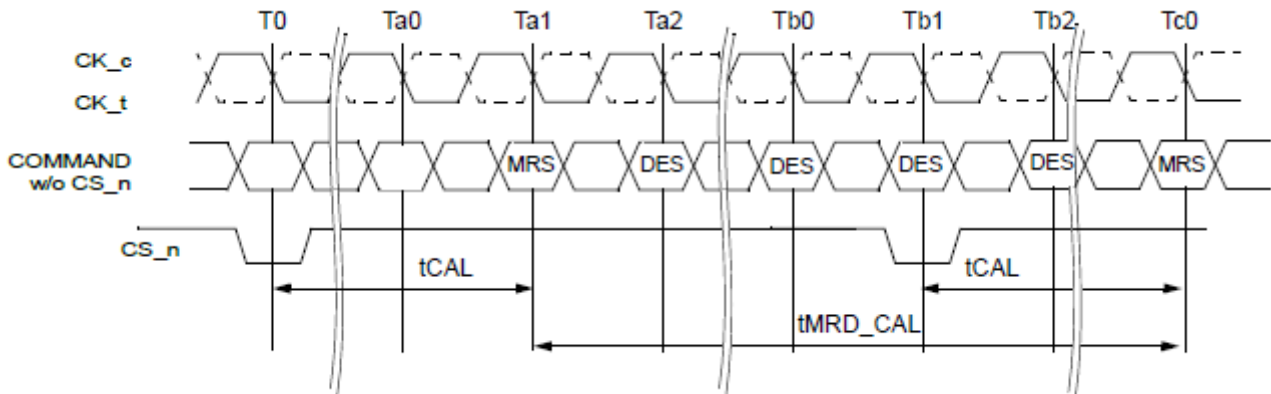 T0 Ta0 Ta1 Ta2 Tb0 Tb1 Tb2 Tc0
CK_c
CK_t
COMMAND
w/o CS_n
MRS DES DES DES DES MRS
CS_n
tCAL tCAL
tMRD_CAL